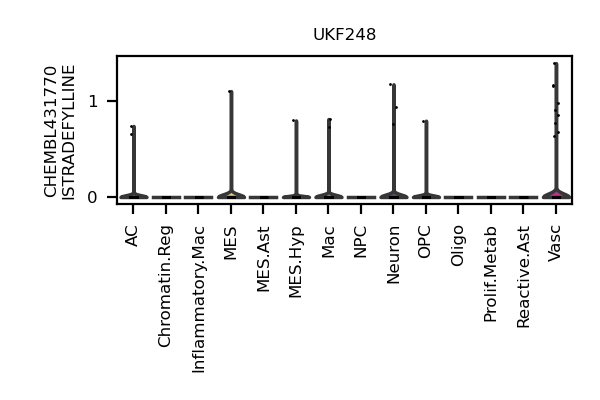 UKF248
CHEMBL431770
ISTRADEFYLLINE
1
0
AC
Chromatin.Reg
Inflammatory.Mac
MES
MES.Ast
MES.Hyp
Mac
NPC
Neuron
OPC
Oligo
Prolif.Metab
Reactive.Ast
Vasc